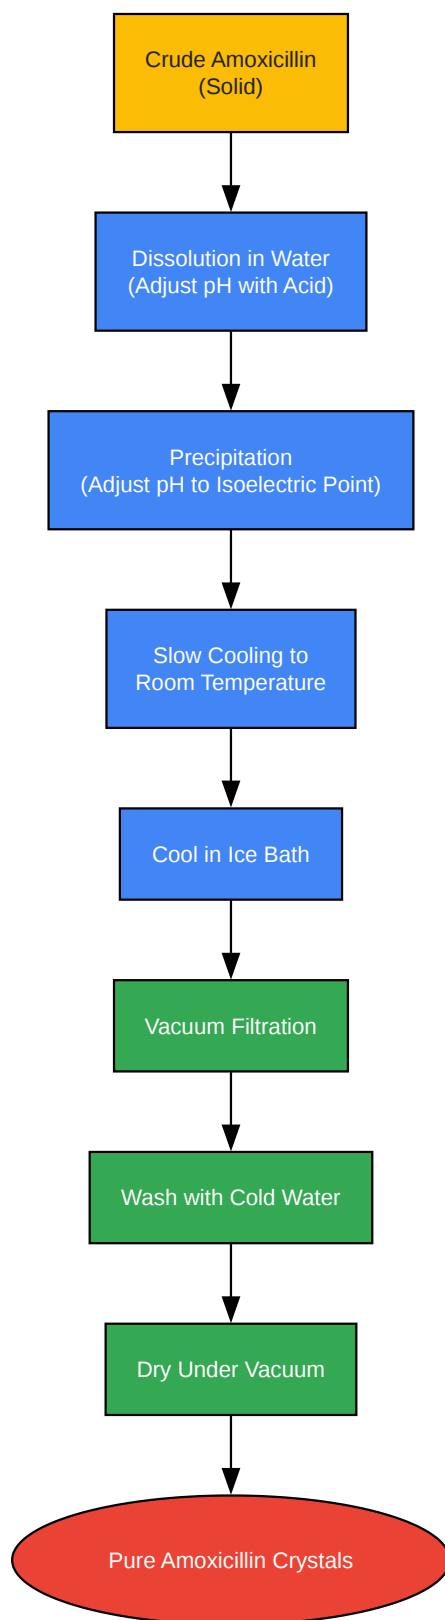 Crude Amoxicillin
(Solid)
Dissolution in Water
(Adjust pH with Acid)
Precipitation
(Adjust pH to Isoelectric Point)
Slow Cooling to
Room Temperature
Cool in Ice Bath
Vacuum Filtration
Wash with Cold Water
Dry Under Vacuum
Pure Amoxicillin Crystals